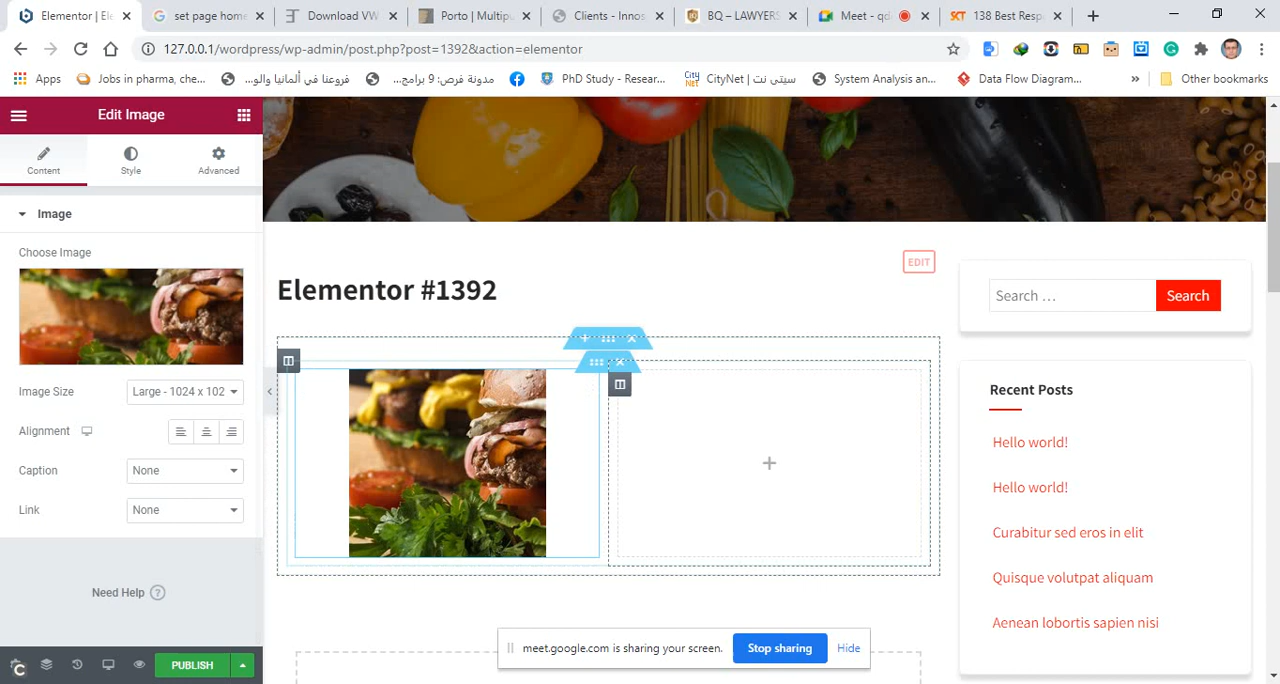 Elementor | Ele
set page home
Download VW
Porto | Multipu
Clients - Innos
BQ – LAWYERS
Meet - qd
138 Best Resp
127.0.0.1/wordpress/wp-admin/post.php?post=1392&action=elementor
Apps
Jobs in pharma, che...
فروعنا في ألمانيا والو...
مدونة فرص: 9 برامج...
PhD Study - Resear...
CityNet | سيتي نت
System Analysis an...
Data Flow Diagram...
»
Other bookmarks
Edit Image
Content
Style
Advanced
Image
Choose Image
Image Size
Large - 1024 x 102
Alignment
Caption
None
Link
None
Need Help
PUBLISH
EDIT
Elementor #1392
Search …
Search
Recent Posts
Hello world!
Hello world!
Curabitur sed eros in elit
Quisque volutpat aliquam
Aenean lobortis sapien nisi
meet.google.com is sharing your screen.
Stop sharing
Hide